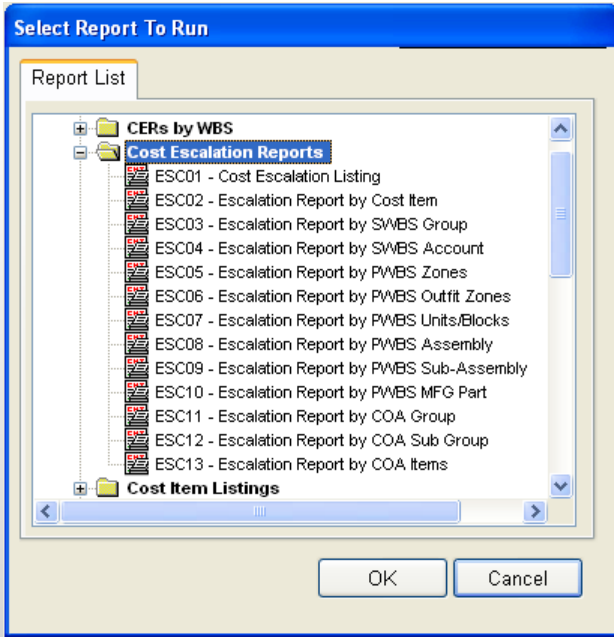 Select Report To Run
Report List
CERs by WBS
Cost Escalation Reports
ESC01 - Cost Escalation Listing
ESC02 - Escalation Report by Cost Item
ESC03 - Escalation Report by SWBS Group
ESC04 - Escalation Report by SWBS Account
ESC05 - Escalation Report by PWBS Zones
ESC06 - Escalation Report by PWBS Outfit Zones
ESC07 - Escalation Report by PWBS Units/Blocks
ESC08 - Escalation Report by PWBS Assembly
ESC09 - Escalation Report by PWBS Sub-Assembly
ESC10 - Escalation Report by PWBS MFG Part
ESC11 - Escalation Report by COA Group
ESC12 - Escalation Report by COA Sub Group
ESC13 - Escalation Report by COA Items
Cost Item Listings
OK Cancel